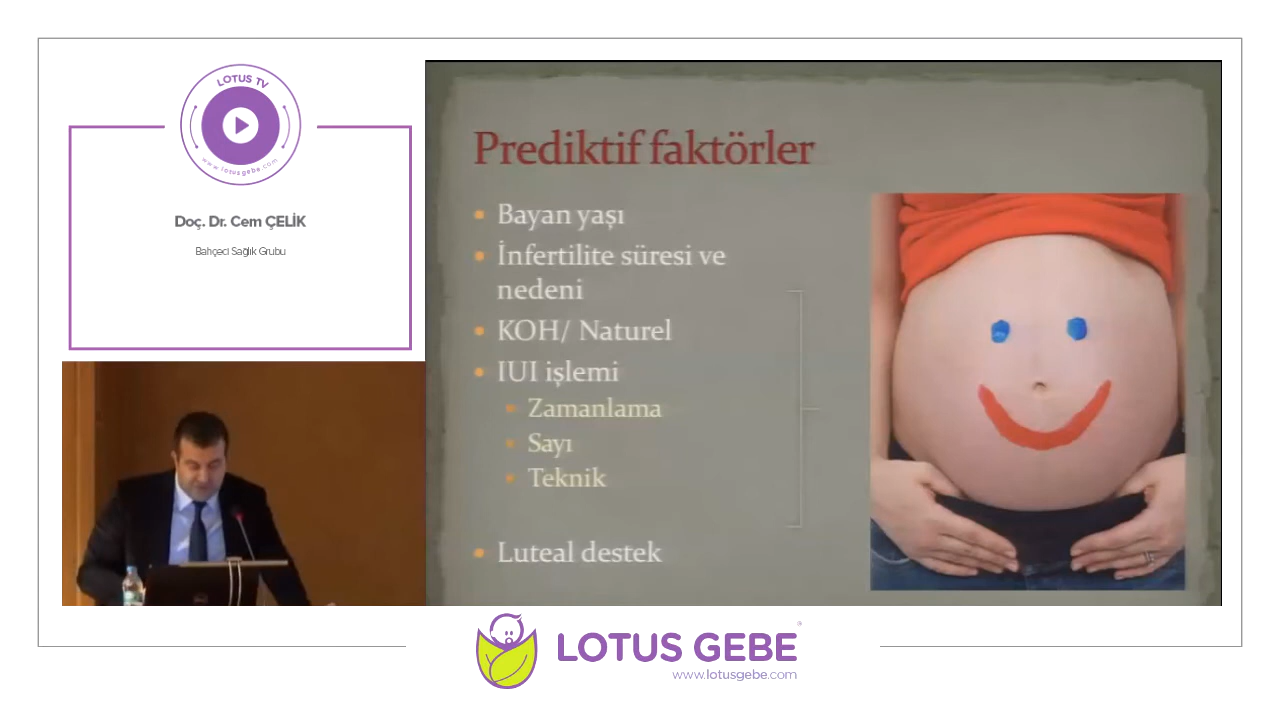 LOTUS TV
www.lotusgebe.com
Doç. Dr. Cem ÇELİK
Bahçeci Sağlık Grubu
Prediktif faktörler
Bayan yaşı
İnfertilite süresi ve
nedeni
KOH/ Naturel
IUI işlemi
Zamanlama
Sayı
Teknik
Luteal destek
LOTUS GEBE
www.lotusgebe.com